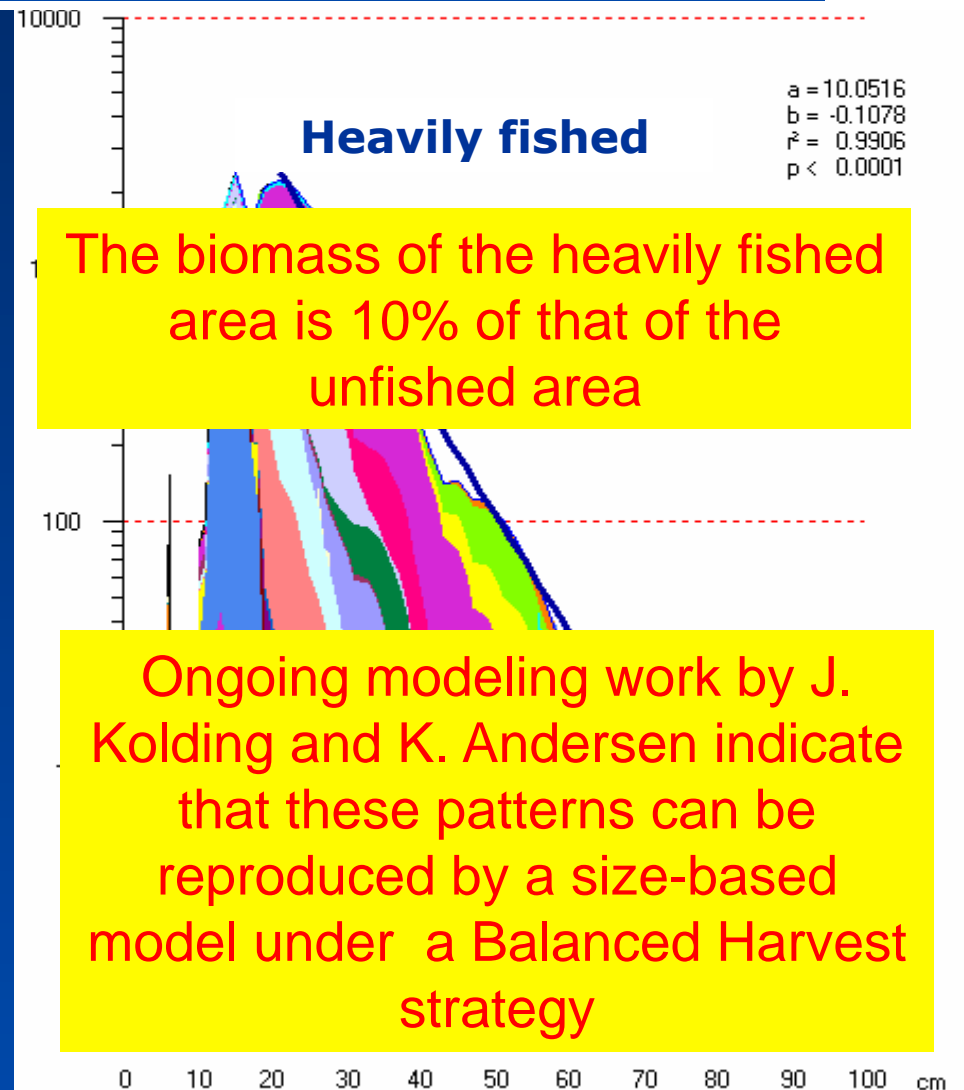 10000
a = 10.0516
b = -0.1078
r² = 0.9906
p < 0.0001
Heavily fished
The biomass of the heavily fished
area is 10% of that of the
unfished area
100
Ongoing modeling work by J.
Kolding and K. Andersen indicate
that these patterns can be
reproduced by a size-based
model under a Balanced Harvest
strategy
0 10 20 30 40 50 60 70 80 90 100 cm